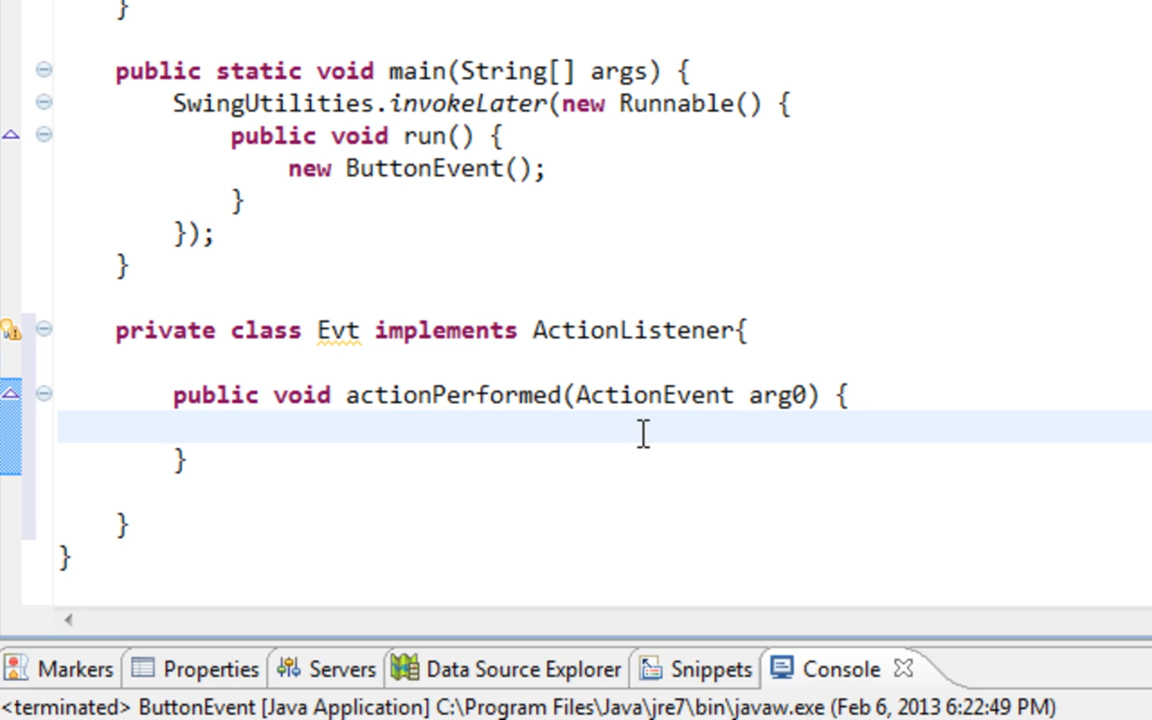 }
public static void main(String[] args) {
SwingUtilities.invokeLater(new Runnable() {
public void run() {
new ButtonEvent();
}
});
}
private class Evt implements ActionListener{
public void actionPerformed(ActionEvent arg0) {
}
}
}
Markers Properties Servers Data Source Explorer Snippets Console
<terminated> ButtonEvent [Java Application] C:\Program Files\Java\jre7\bin\javaw.exe (Feb 6, 2013 6:22:49 PM)